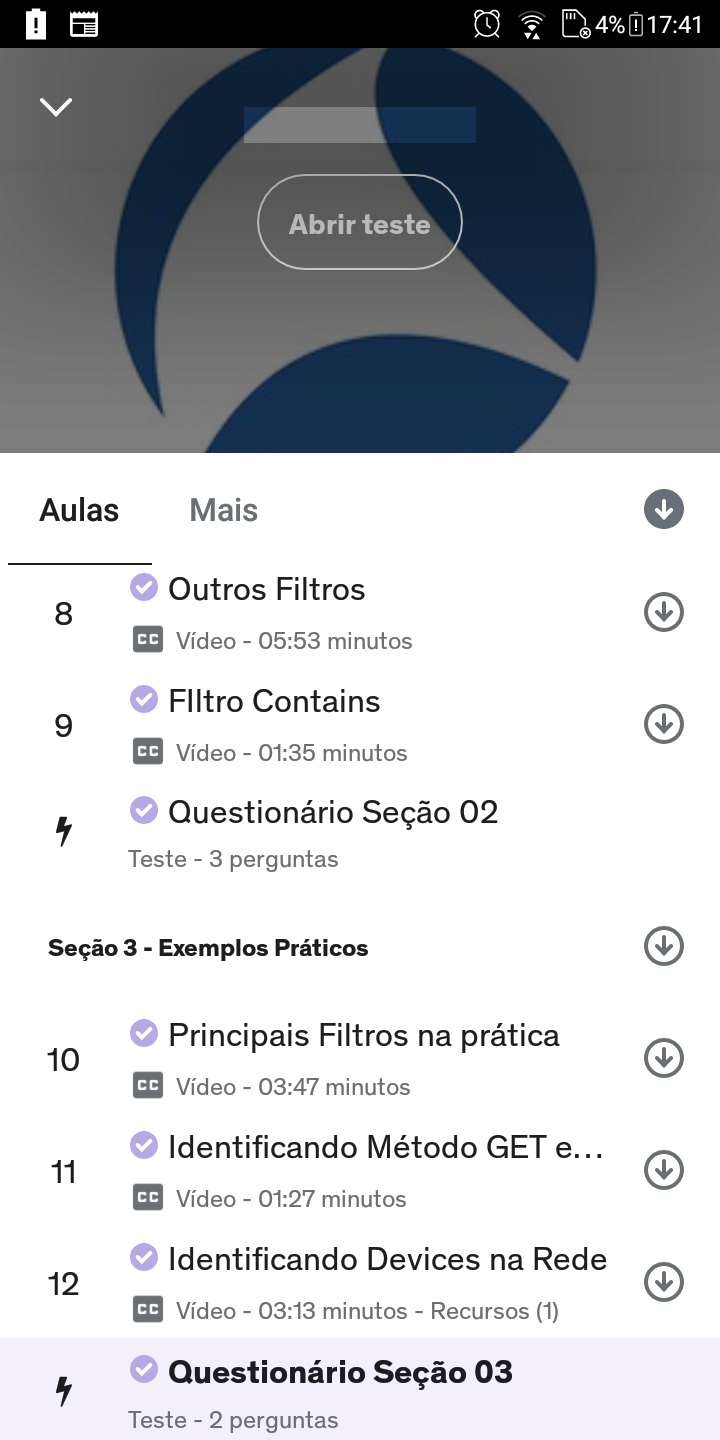 4% 17:41
Abrir teste
Aulas Mais
8 Outros Filtros
CC Vídeo - 05:53 minutos
9 FIltro Contains
CC Vídeo - 01:35 minutos
Questionário Seção 02
Teste - 3 perguntas
Seção 3 - Exemplos Práticos
10 Principais Filtros na prática
CC Vídeo - 03:47 minutos
11 Identificando Método GET e...
CC Vídeo - 01:27 minutos
12 Identificando Devices na Rede
CC Vídeo - 03:13 minutos - Recursos (1)
Questionário Seção 03
Teste - 2 perguntas